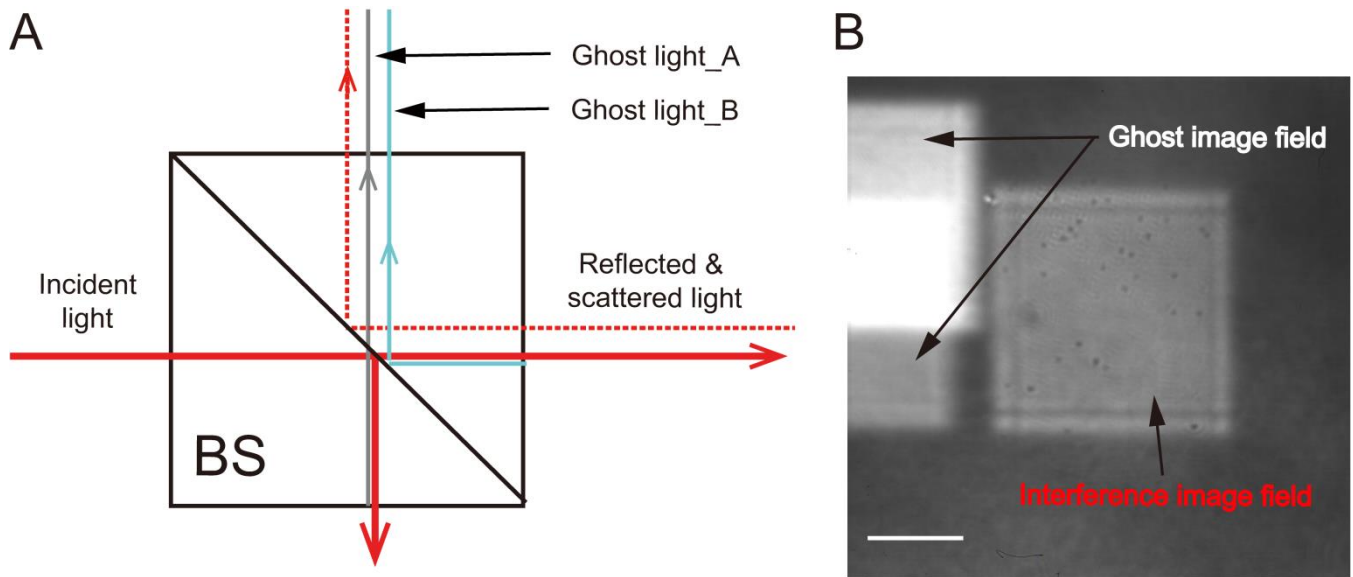 A
Ghost light_A
Ghost light_B
Incident
light
Reflected &
scattered light
BS
B
Ghost image field
Interference image field